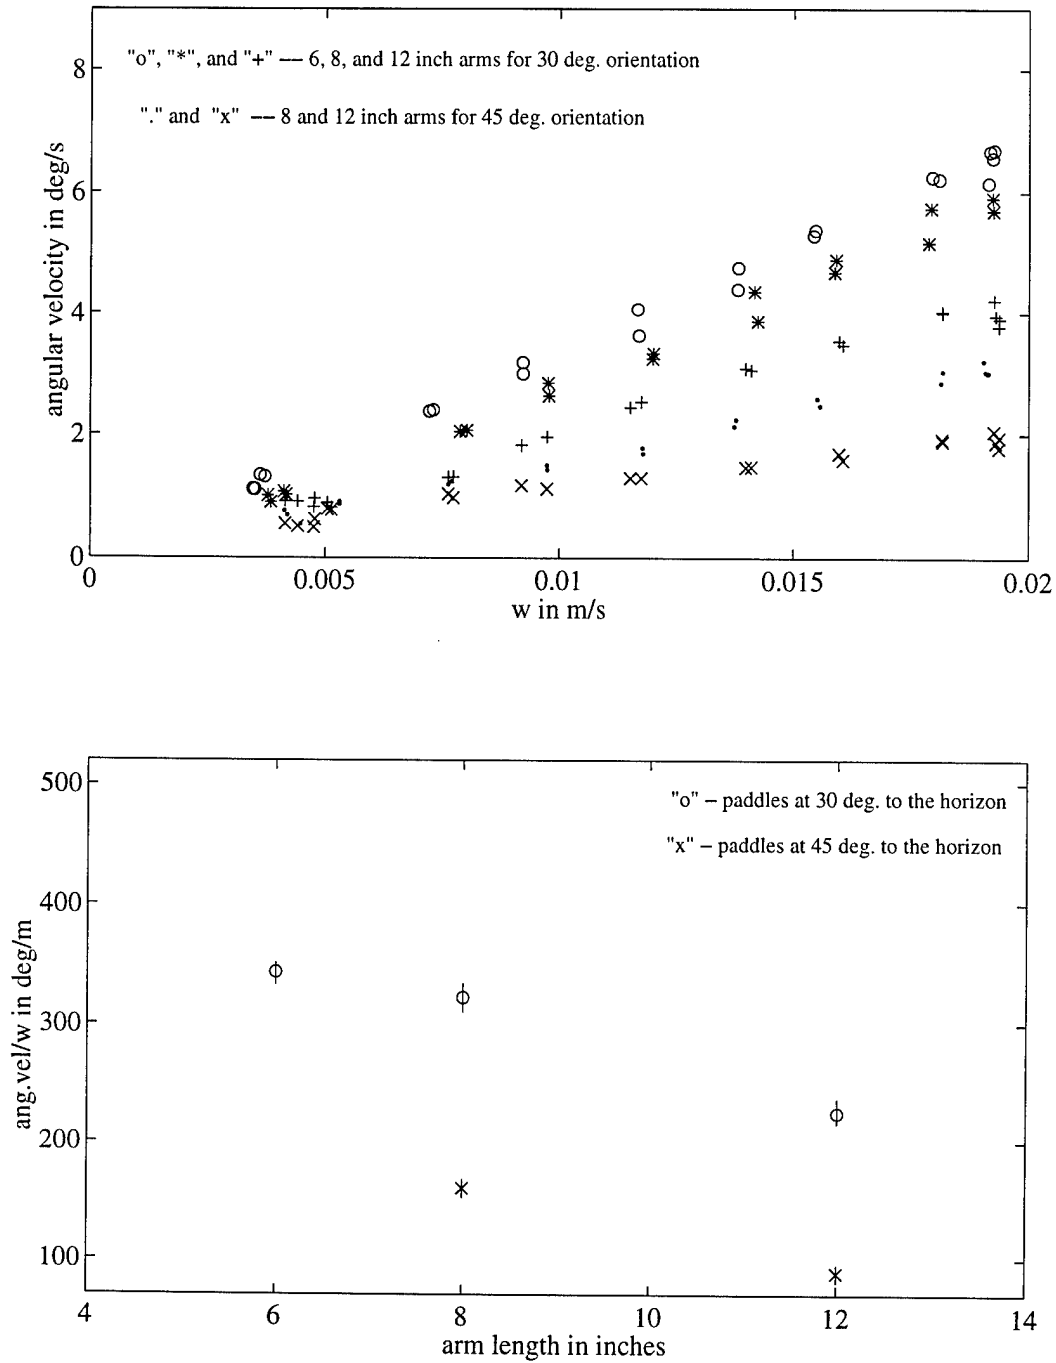 "o", "*", and "+" –– 6, 8, and 12 inch arms for 30 deg. orientation
"." and "x" –– 8 and 12 inch arms for 45 deg. orientation
angular velocity in deg/s
8
6
4
2
0
0 0.005 0.01 0.015 0.02
w in m/s
"o" – paddles at 30 deg. to the horizon
"x" – paddles at 45 deg. to the horizon
ang.vel/w in deg/m
500
400
300
200
100
4 6 8 10 12 14
arm length in inches